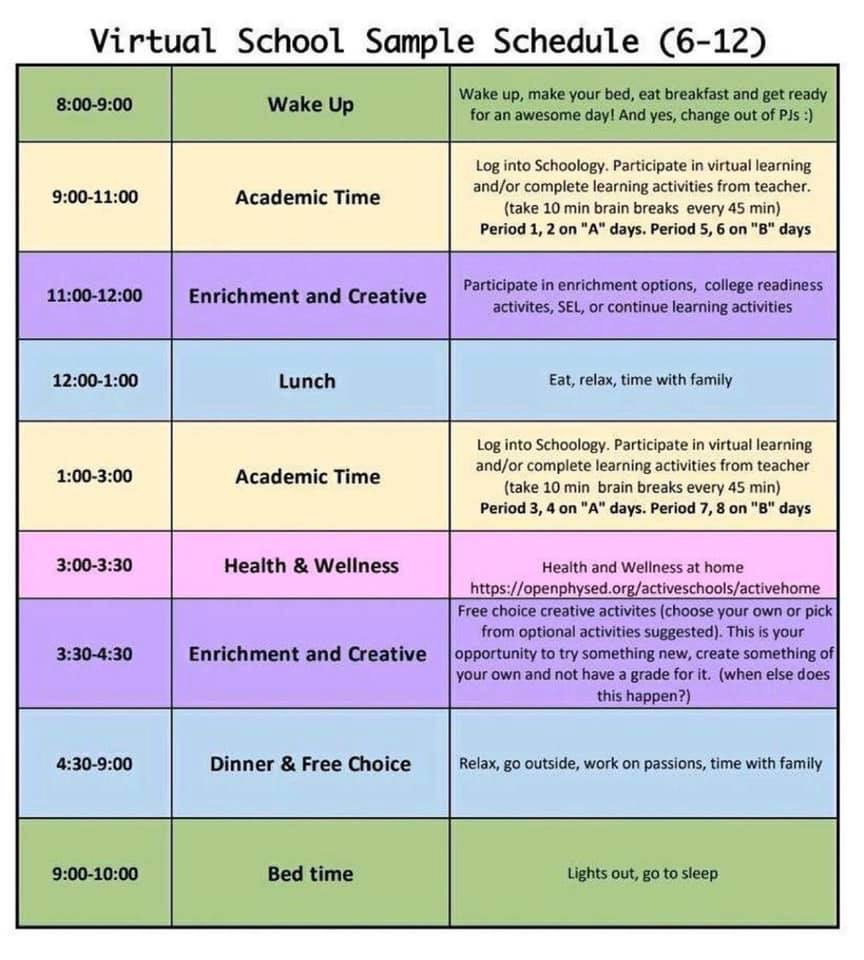 Virtual School Sample Schedule (6-12)
8:00-9:00
Wake Up
Wake up, make your bed, eat breakfast and get ready
for an awesome day! And yes, change out of PJs :)
9:00-11:00
Academic Time
Log into Schoology. Participate in virtual learning
and/or complete learning activities from teacher.
(take 10 min brain breaks every 45 min)
Period 1, 2 on "A" days. Period 5, 6 on "B" days
11:00-12:00
Enrichment and Creative
Participate in enrichment options, college readiness
activites, SEL, or continue learning activities
12:00-1:00
Lunch
Eat, relax, time with family
1:00-3:00
Academic Time
Log into Schoology. Participate in virtual learning
and/or complete learning activities from teacher
(take 10 min brain breaks every 45 min)
Period 3, 4 on "A" days. Period 7, 8 on "B" days
3:00-3:30
Health & Wellness
Health and Wellness at home
https://openphysed.org/activeschools/activehome
3:30-4:30
Enrichment and Creative
Free choice creative activites (choose your own or pick
from optional activities suggested). This is your
opportunity to try something new, create something of
your own and not have a grade for it. (when else does
this happen?)
4:30-9:00
Dinner & Free Choice
Relax, go outside, work on passions, time with family
9:00-10:00
Bed time
Lights out, go to sleep